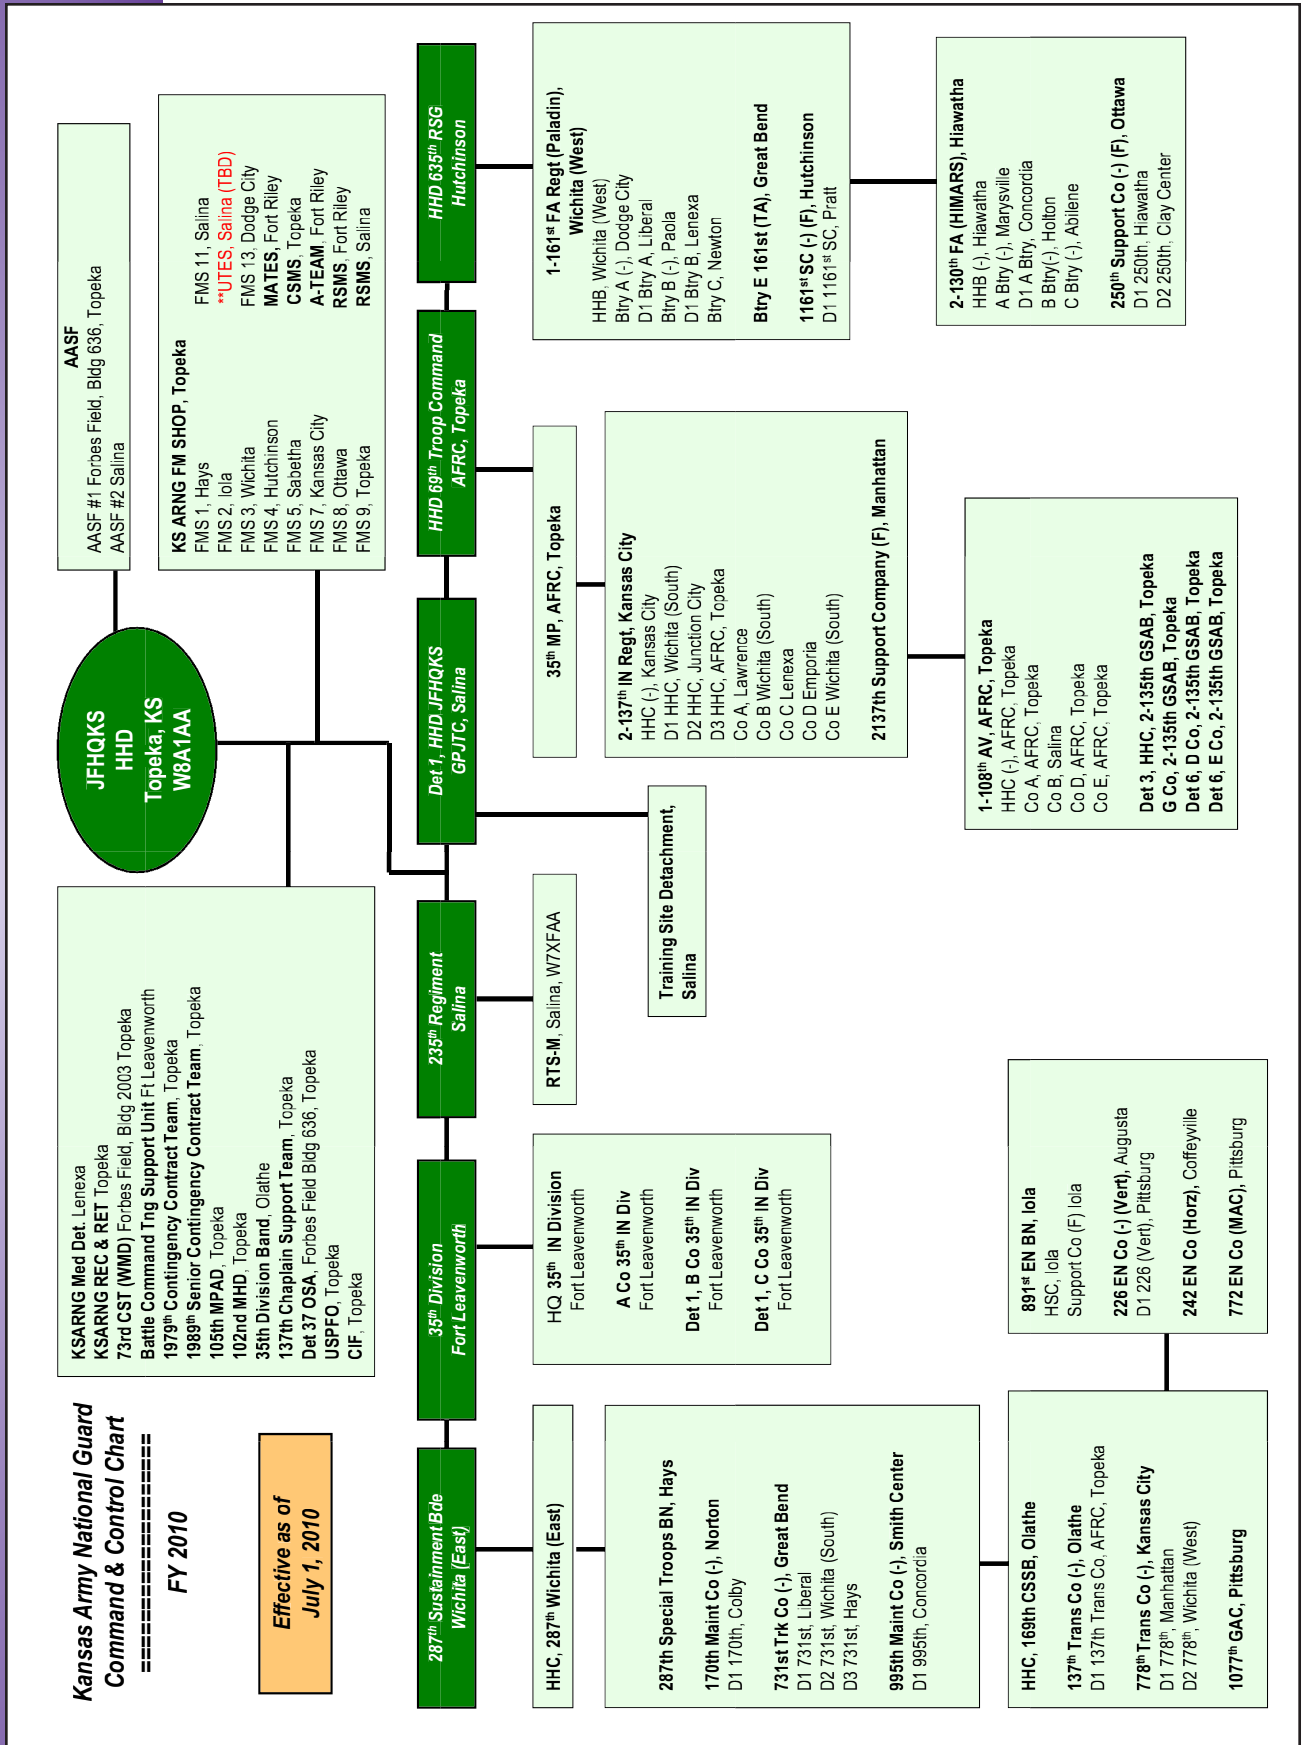 Kansas Army National Guard
Command & Control Chart
==================
FY 2010
Effective as of
July 1, 2010
KSARNG Med Det. Lenexa
KSARNG REC & RET Topeka
73rd CST (WMD) Forbes Field, Bldg 2003 Topeka
Battle Command Tng Support Unit Ft Leavenworth
1979th Contingency Contract Team, Topeka
1989th Senior Contingency Contract Team, Topeka
105th MPAD, Topeka
102nd MHD, Topeka
35th Division Band, Olathe
137th Chaplain Support Team, Topeka
Det 37 OSA, Forbes Field Bldg 636, Topeka
USPFO, Topeka
CIF, Topeka
JFHQKS
HHD
Topeka, KS
W8A1AA
AASF
AASF #1 Forbes Field, Bldg 636, Topeka
AASF #2 Salina
KS ARNG FM SHOP, Topeka
FMS 1, Hays
FMS 2, Iola
FMS 3, Wichita
FMS 4, Hutchinson
FMS 5, Sabetha
FMS 7, Kansas City
FMS 8, Ottawa
FMS 9, Topeka
FMS 11, Salina
**UTES, Salina (TBD)
FMS 13, Dodge City
MATES, Fort Riley
CSMS, Topeka
A-TEAM, Fort Riley
RSMS, Fort Riley
RSMS, Salina
287th Sustainment Bde
Wichita (East)
35th Division
Fort Leavenworth
235th Regiment
Salina
Det 1, HHD JFHQKS
GPJTC, Salina
HHD 69th Troop Command
AFRC, Topeka
HHD 635th RSG
Hutchinson
HHC, 287th Wichita (East)
287th Special Troops BN, Hays
170th Maint Co (-), Norton
D1 170th, Colby
731st Trk Co (-), Great Bend
D1 731st, Liberal
D2 731st, Wichita (South)
D3 731st, Hays
995th Maint Co (-), Smith Center
D1 995th, Concordia
HHC, 169th CSSB, Olathe
137th Trans Co (-), Olathe
D1 137th Trans Co, AFRC, Topeka
778th Trans Co (-), Kansas City
D1 778th, Manhattan
D2 778th, Wichita (West)
1077th GAC, Pittsburg
891st EN BN, Iola
HSC, Iola
Support Co (F) Iola
226 EN Co (-) (Vert), Augusta
D1 226 (Vert), Pittsburg
242 EN Co (Horz), Coffeyville
772 EN Co (MAC), Pittsburg
HQ 35th IN Division
Fort Leavenworth
A Co 35th IN Div
Fort Leavenworth
Det 1, B Co 35th IN Div
Fort Leavenworth
Det 1, C Co 35th IN Div
Fort Leavenworth
RTS-M, Salina, W7XFAA
Training Site Detachment,
Salina
35th MP, AFRC, Topeka
2-137th IN Regt, Kansas City
HHC (-), Kansas City
D1 HHC, Wichita (South)
D2 HHC, Junction City
D3 HHC, AFRC, Topeka
Co A, Lawrence
Co B Wichita (South)
Co C Lenexa
Co D Emporia
Co E Wichita (South)
2137th Support Company (F), Manhattan
1-108th AV, AFRC, Topeka
HHC (-), AFRC, Topeka
Co A, AFRC, Topeka
Co B, Salina
Co D, AFRC, Topeka
Co E, AFRC, Topeka
Det 3, HHC, 2-135th GSAB, Topeka
G Co, 2-135th GSAB, Topeka
Det 6, D Co, 2-135th GSAB, Topeka
Det 6, E Co, 2-135th GSAB, Topeka
1-161st FA Regt (Paladin),
Wichita (West)
HHB, Wichita (West)
Btry A (-), Dodge City
D1 Btry A, Liberal
Btry B (-), Paola
D1 Btry B, Lenexa
Btry C, Newton
Btry E 161st (TA), Great Bend
1161st SC (-) (F), Hutchinson
D1 1161st SC, Pratt
2-130th FA (HIMARS), Hiawatha
HHB (-), Hiawatha
A Btry (-), Marysville
D1 A Btry, Concordia
B Btry(-), Holton
C Btry (-), Abilene
250th Support Co (-) (F), Ottawa
D1 250th, Hiawatha
D2 250th, Clay Center